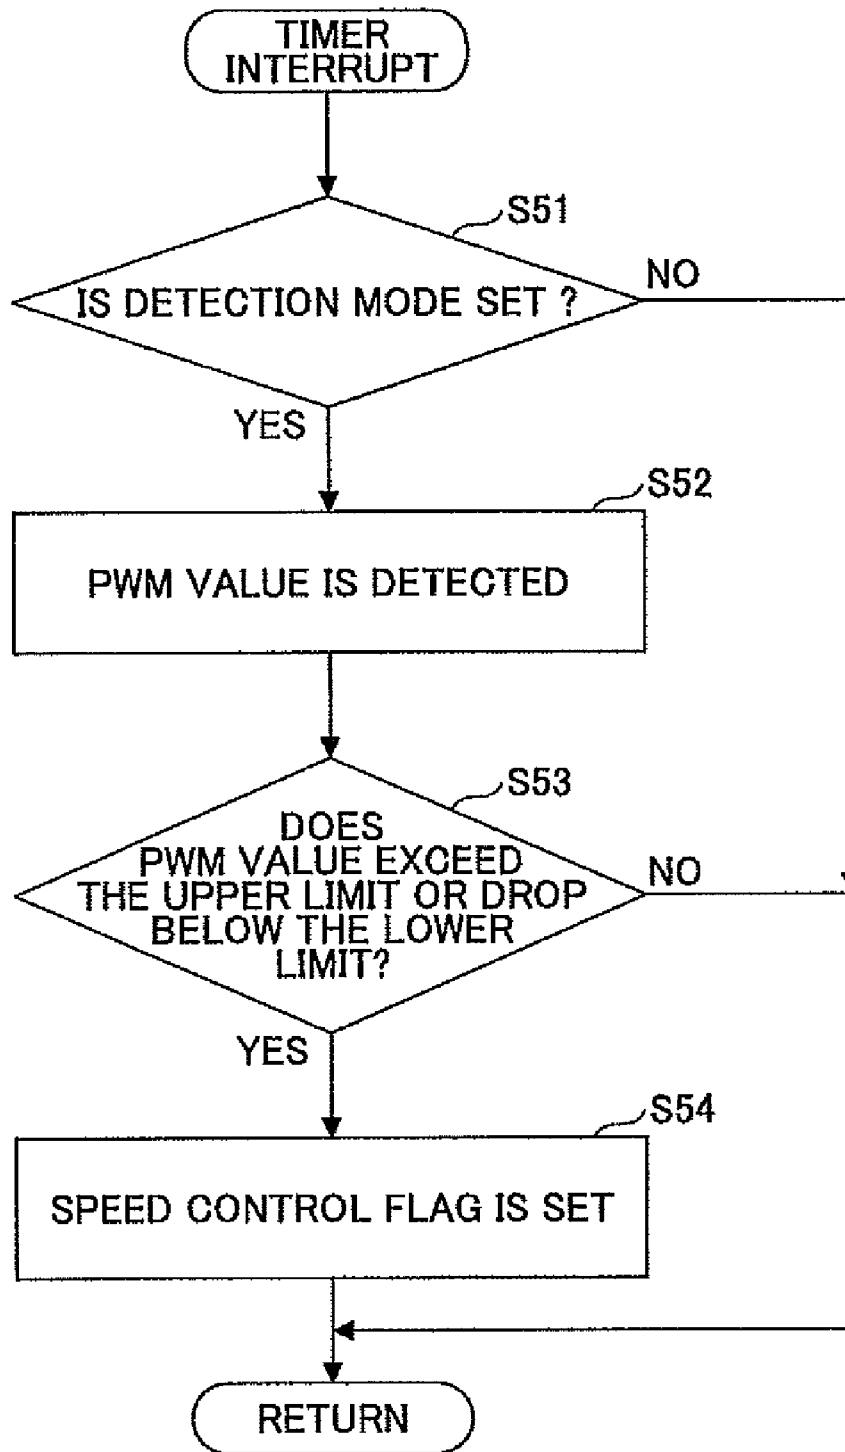 TIMER
INTERRUPT
S51
IS DETECTION MODE SET ?
NO
YES
S52
PWM VALUE IS DETECTED
S53
DOES
PWM VALUE EXCEED
THE UPPER LIMIT OR DROP
BELOW THE LOWER
LIMIT?
NO
YES
S54
SPEED CONTROL FLAG IS SET
RETURN